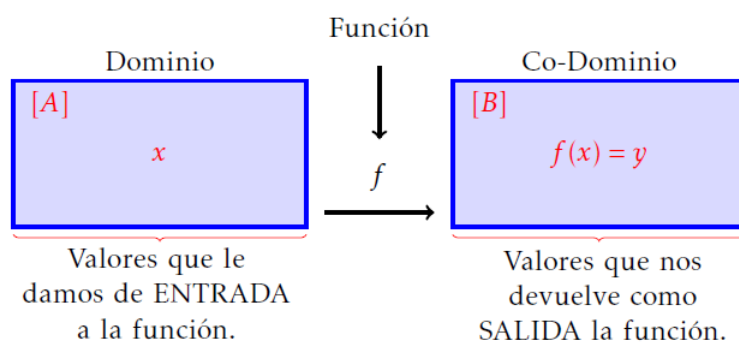 Función
Dominio
Co-Dominio
[A]
x
f
[B]
f(x) = y
Valores que le
damos de ENTRADA
a la función.
Valores que nos
devuelve como
SALIDA la función.